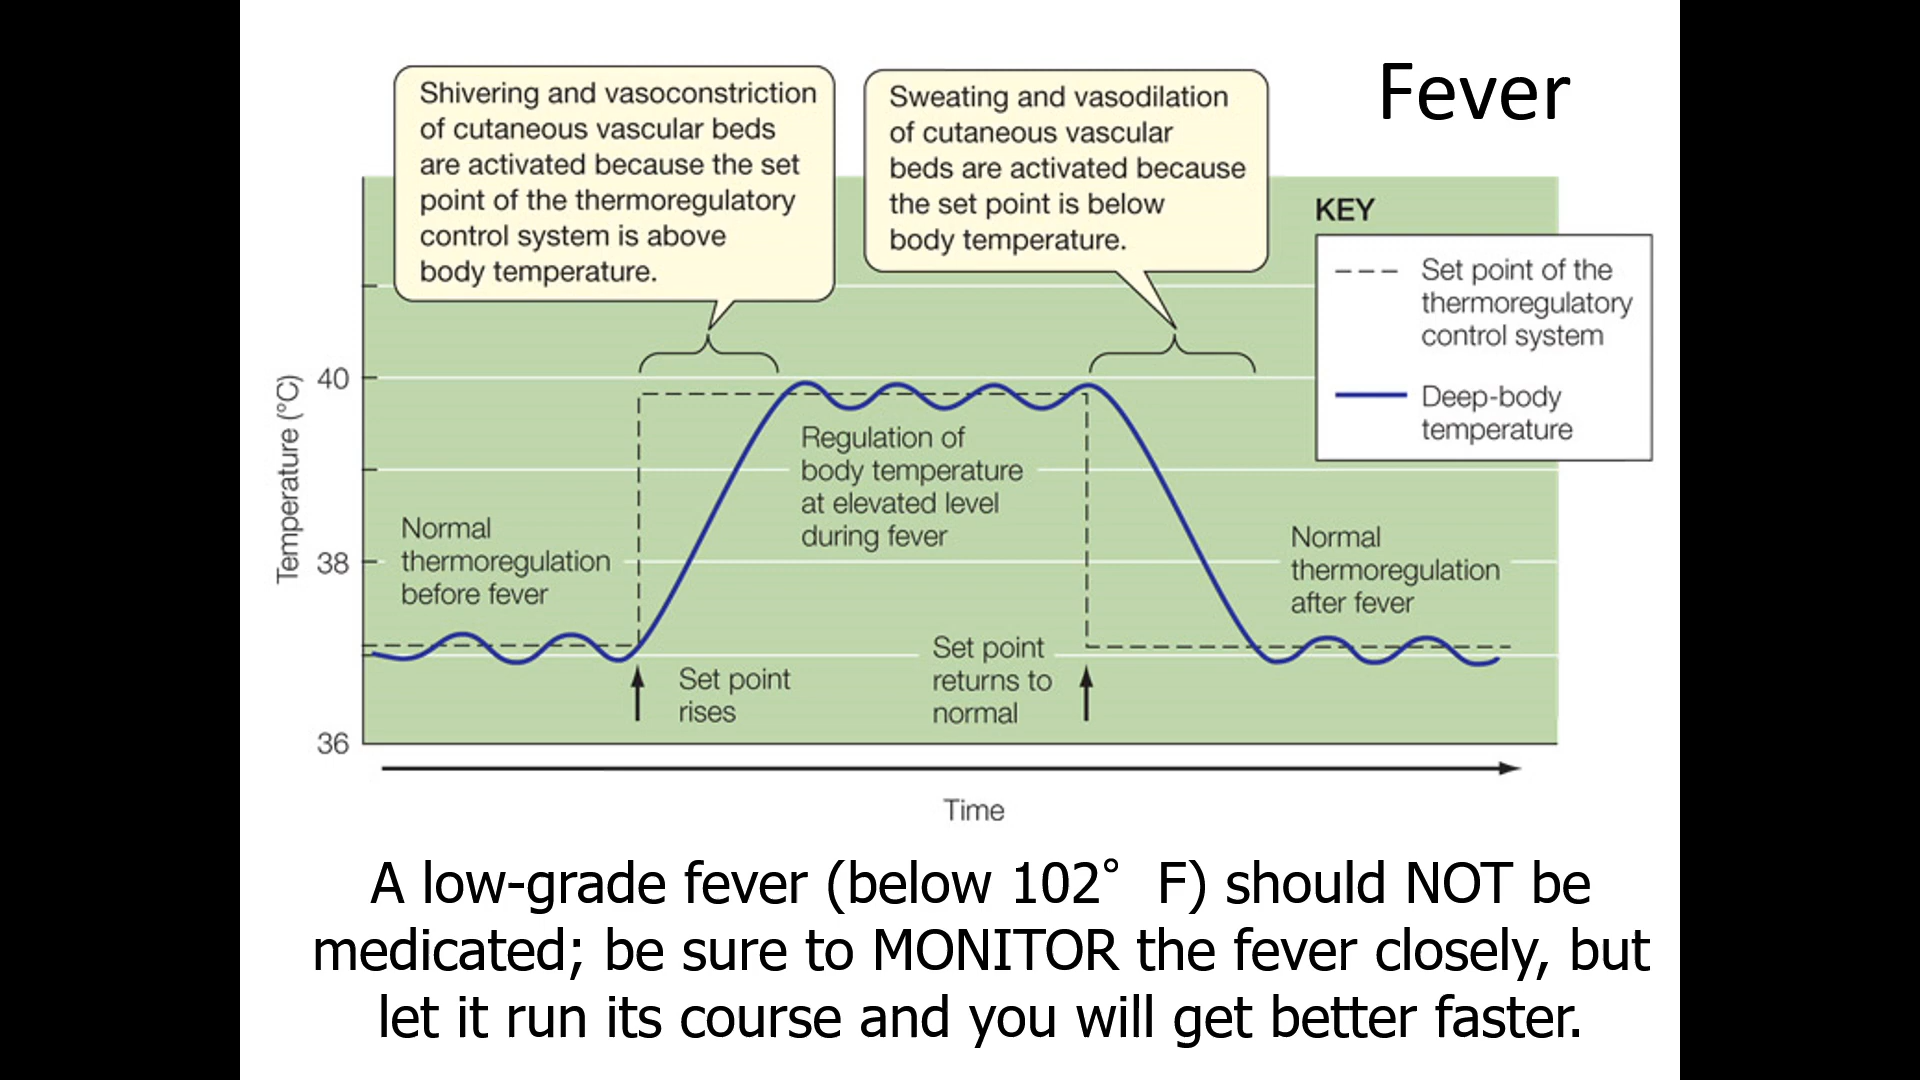 Fever
Shivering and vasoconstriction
of cutaneous vascular beds
are activated because the set
point of the thermoregulatory
control system is above
body temperature.
Sweating and vasodilation
of cutaneous vascular
beds are activated because
the set point is below
body temperature.
KEY
Set point of the
thermoregulatory
control system
Deep-body
temperature
Temperature (°C)
40
38
36
Normal
thermoregulation
before fever
Regulation of
body temperature
at elevated level
during fever
Normal
thermoregulation
after fever
Set point
rises
Set point
returns to
normal
Time
A low-grade fever (below 102° F) should NOT be
medicated; be sure to MONITOR the fever closely, but
let it run its course and you will get better faster.